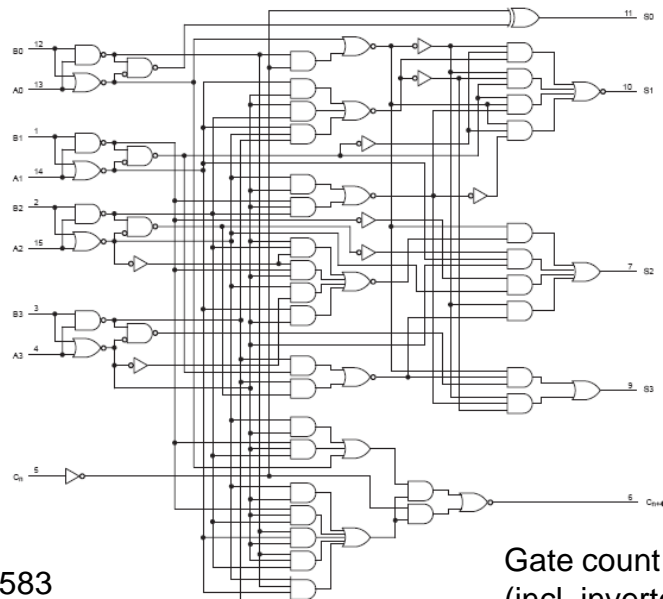 11 S0
B0 12
A0 13
10 S1
B1 1
A1 14
B2 2
A2 15
7 S2
B3 3
A3 4
9 S3
Cn 5
6 Cn+4
583
Gate count
(incl. inverte